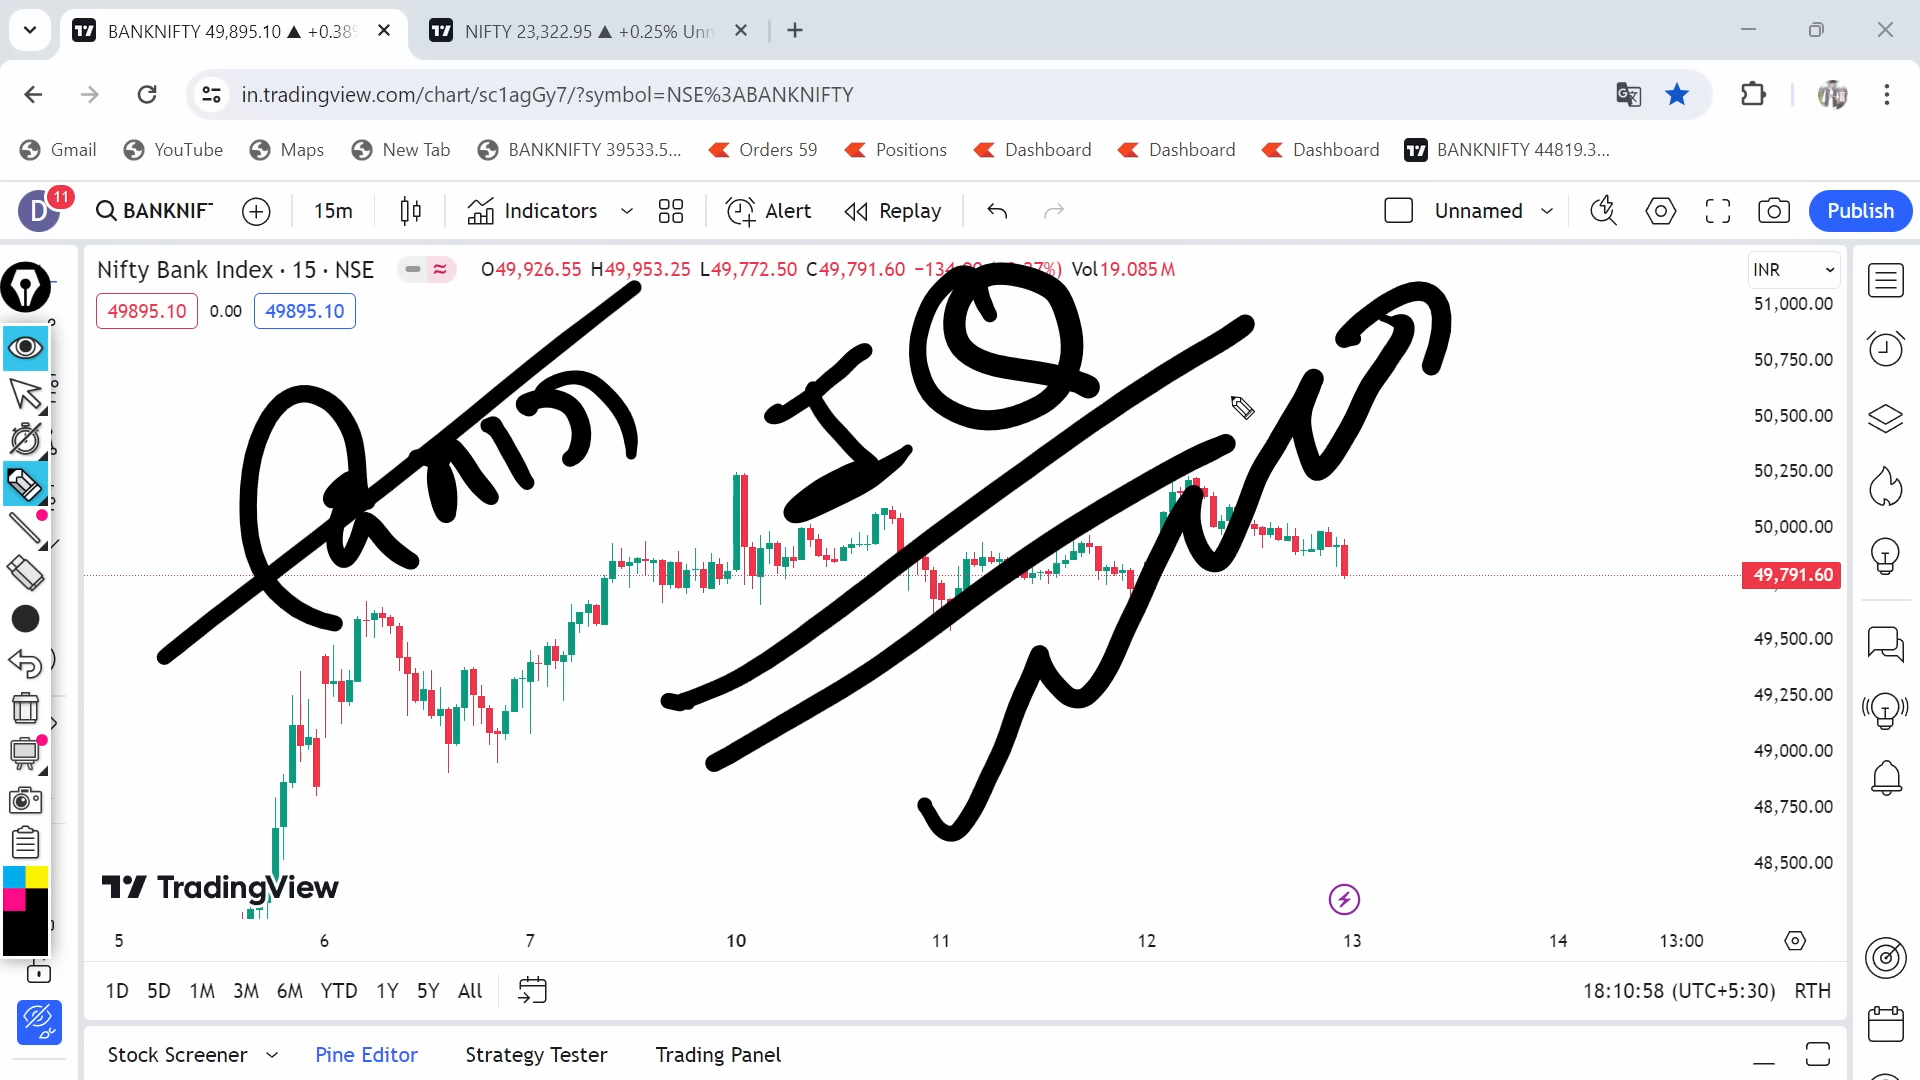 BANKNIFTY 49,895.10 ▲ +0.38%
NIFTY 23,322.95 ▲ +0.25% Unn
in.tradingview.com/chart/sc1agGy7/?symbol=NSE%3ABANKNIFTY
Gmail YouTube Maps New Tab BANKNIFTY 39533.5... Orders 59 Positions Dashboard Dashboard Dashboard BANKNIFTY 44819.3...
D 11 BANKNIF 15m Indicators Alert Replay Unnamed Publish
Nifty Bank Index · 15 · NSE O49,926.55 H49,953.25 L49,772.50 C49,791.60 Vol19.085M INR
49895.10 0.00 49895.10
I Q
51,000.00
50,750.00
50,500.00
50,250.00
50,000.00
49,791.60
49,500.00
49,250.00
49,000.00
48,750.00
48,500.00
TradingView
5 6 7 10 11 12 13 14 13:00
1D 5D 1M 3M 6M YTD 1Y 5Y All 18:10:58 (UTC+5:30) RTH
Stock Screener Pine Editor Strategy Tester Trading Panel